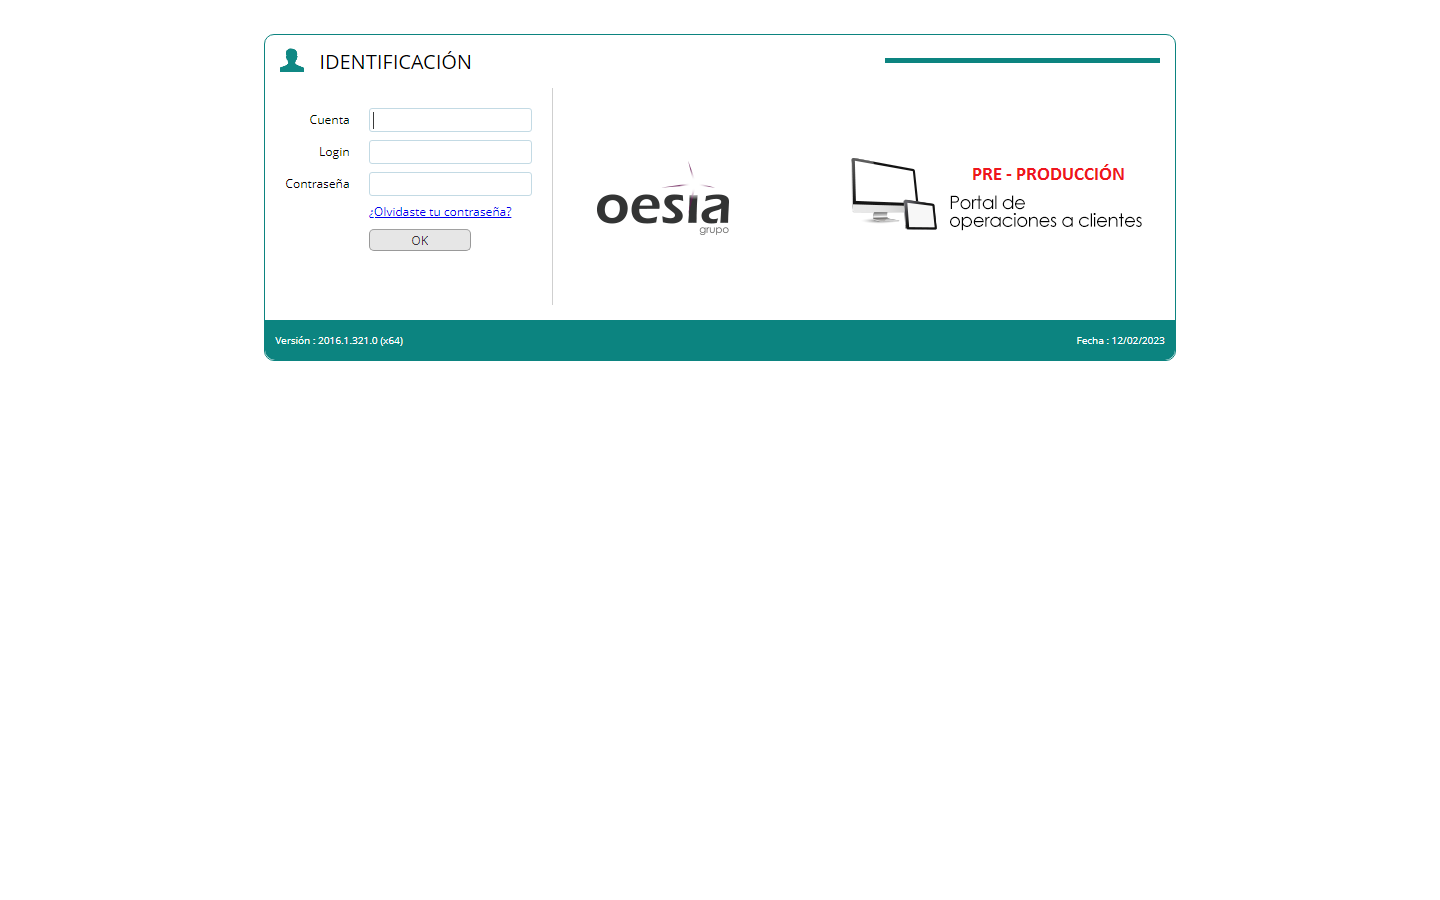 IDENTIFICACIÓN
Cuenta
Login
Contraseña
¿Olvidaste tu contraseña?
OK
oesia
grupo
PRE - PRODUCCIÓN
Portal de
operaciones a clientes
Versión : 2016.1.321.0 (x64)
Fecha : 12/02/2023